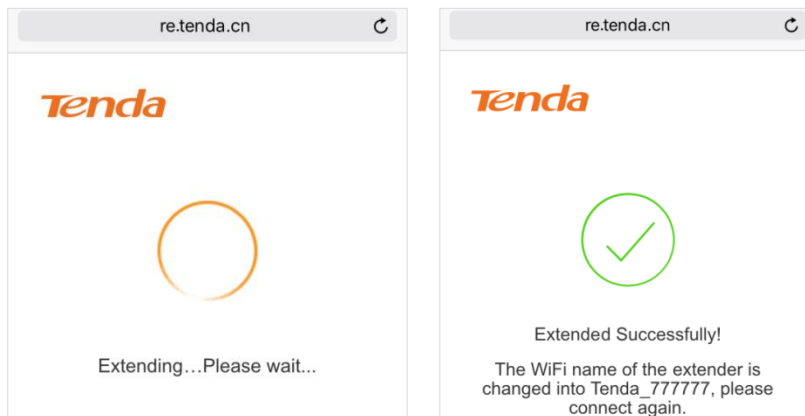 re.tenda.cn
Tenda
Extending...Please wait...
re.tenda.cn
Tenda
Extended Successfully!
The WiFi name of the extender is
changed into Tenda_777777, please
connect again.